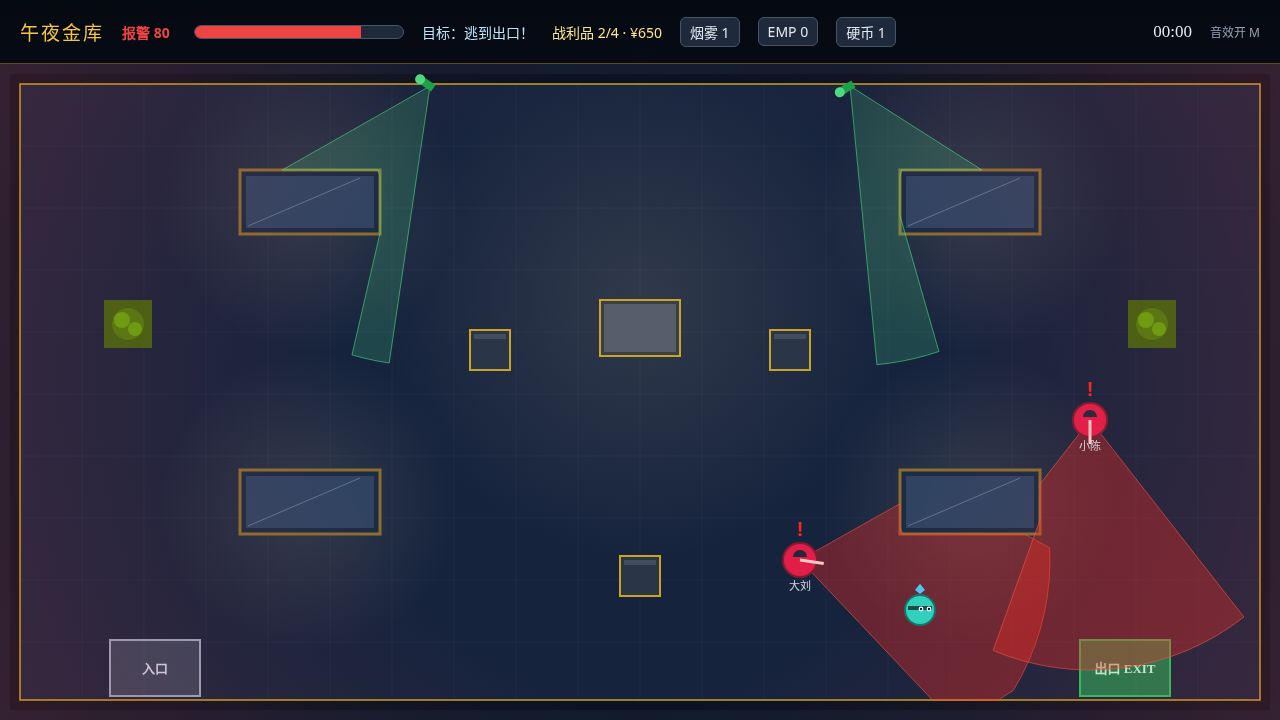 午夜金库
报警 80
目标：逃到出口！
战利品 2/4 · ¥650
烟雾 1
EMP 0
硬币 1
00:00
音效开 M
!
小陈
!
大刘
入口
出口 EXIT